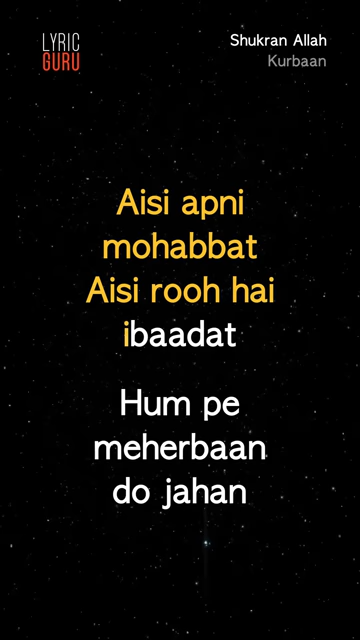 LYRIC
GURU
Shukran Allah
Kurbaan
Aisi apni
mohabbat
Aisi rooh hai
ibaadat
Hum pe
meherbaan
do jahan